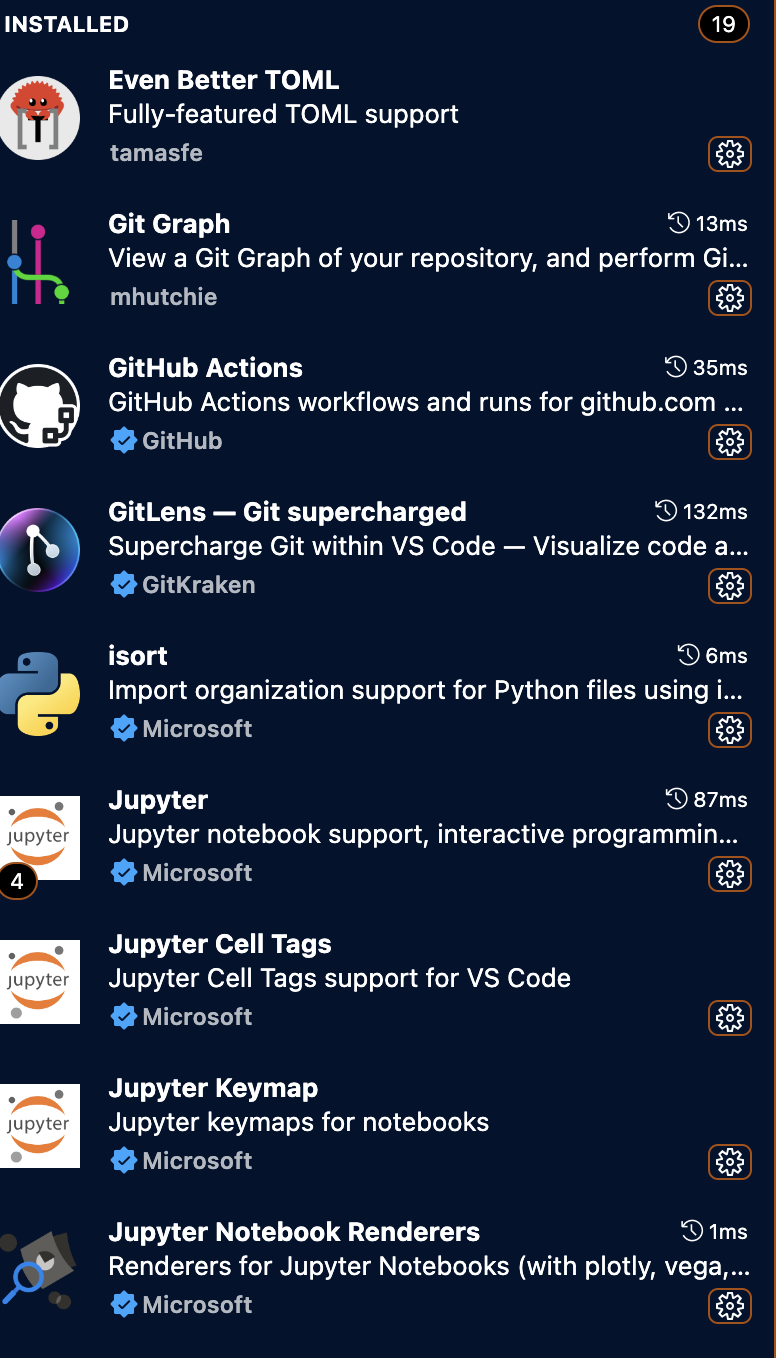 INSTALLED 19
Even Better TOML
Fully-featured TOML support
tamasfe
Git Graph 13ms
View a Git Graph of your repository, and perform Gi...
mhutchie
GitHub Actions 35ms
GitHub Actions workflows and runs for github.com ...
GitHub
GitLens — Git supercharged 132ms
Supercharge Git within VS Code — Visualize code a...
GitKraken
isort 6ms
Import organization support for Python files using i...
Microsoft
Jupyter 87ms
Jupyter notebook support, interactive programmin...
jupyter
4
Microsoft
Jupyter Cell Tags
Jupyter Cell Tags support for VS Code
jupyter
Microsoft
Jupyter Keymap
Jupyter keymaps for notebooks
jupyter
Microsoft
Jupyter Notebook Renderers 1ms
Renderers for Jupyter Notebooks (with plotly, vega,...
Microsoft